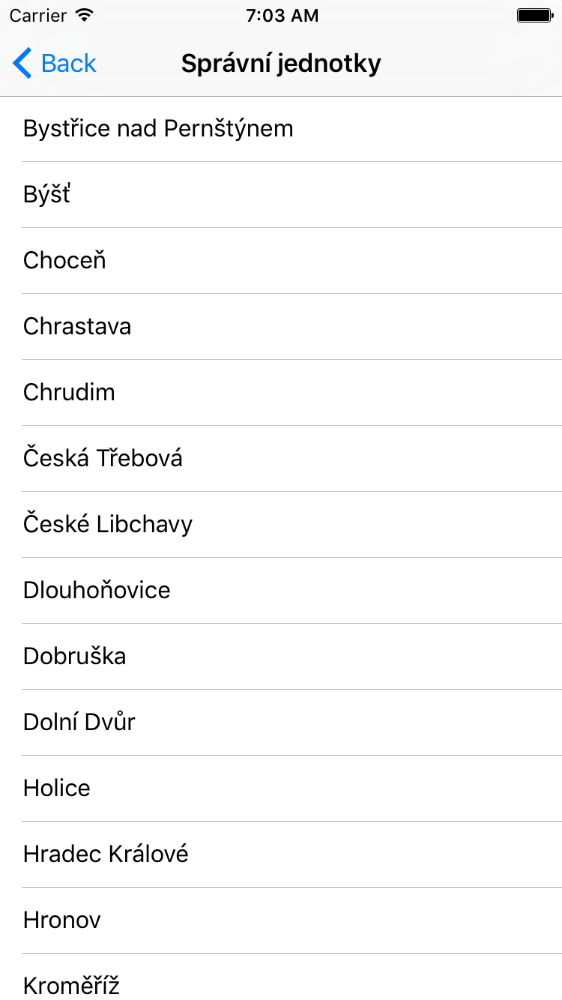 Carrier 7:03 AM
Back Správní jednotky
Bystřice nad Pernštýnem
Býšť
Choceň
Chrastava
Chrudim
Česká Třebová
České Libchavy
Dlouhoňovice
Dobruška
Dolní Dvůr
Holice
Hradec Králové
Hronov
Kroměříž